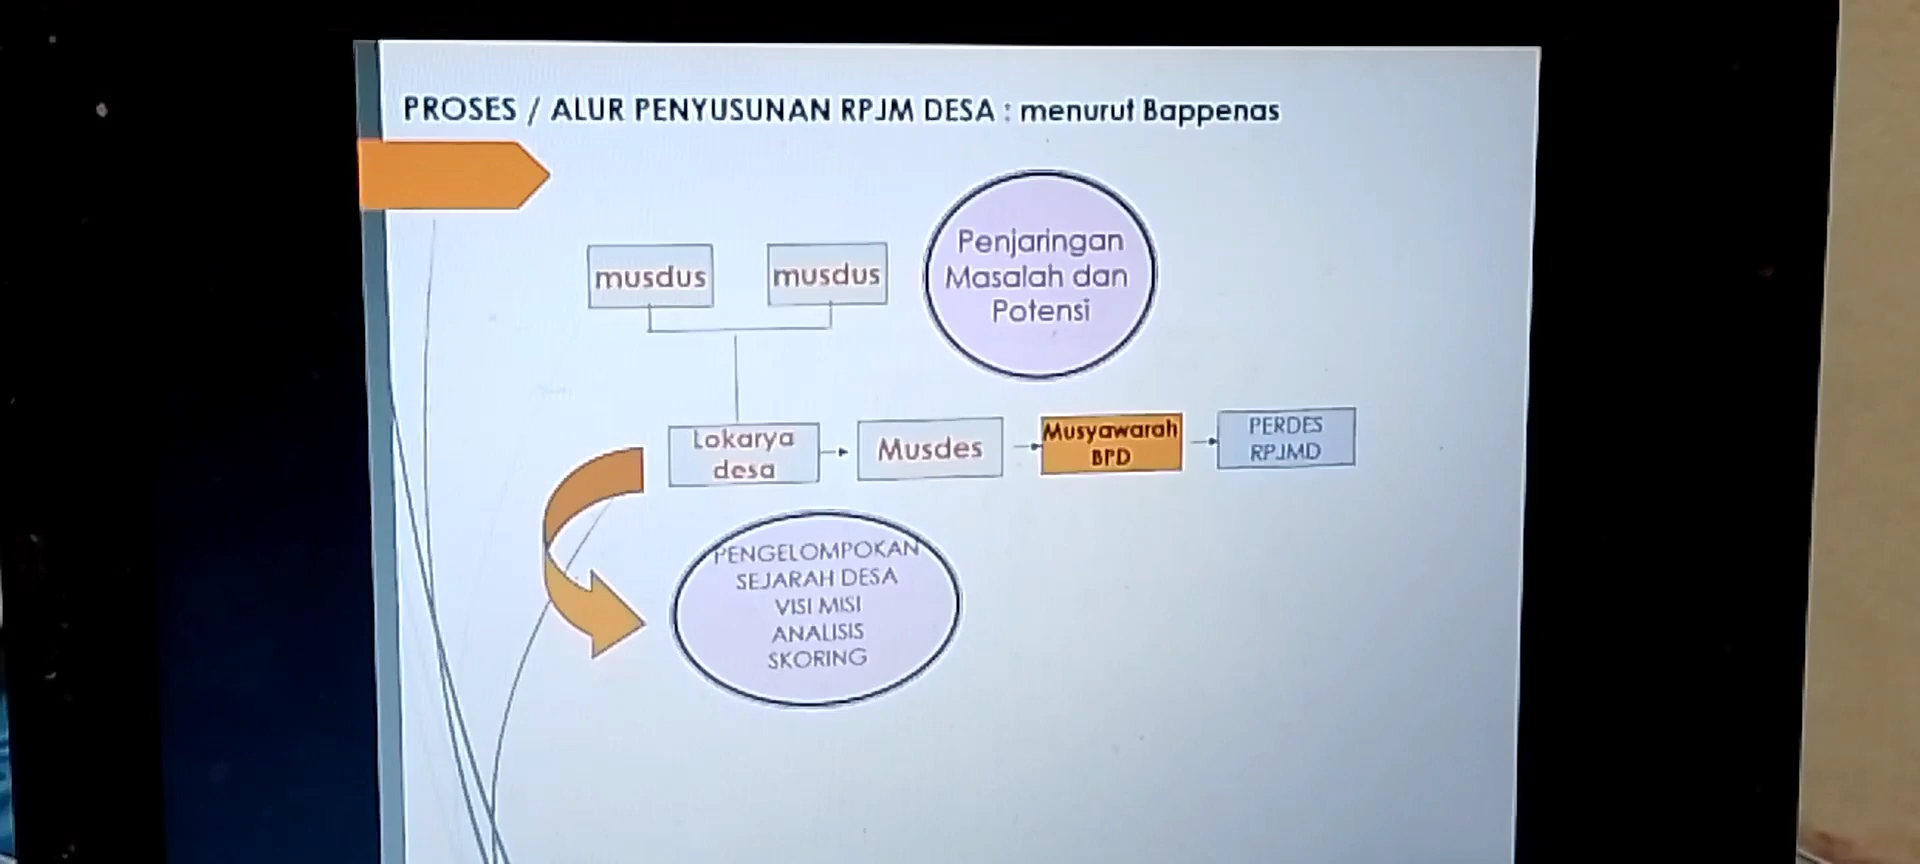 PROSES / ALUR PENYUSUNAN RPJM DESA : menurut Bappenas
musdus
musdus
Penjaringan
Masalah dan
Potensi
Lokarya
desa
Musdes
Musyawarah
BPD
PERDES
RPJMD
PENGELOMPOKAN
SEJARAH DESA
VISI MISI
ANALISIS
SKORING